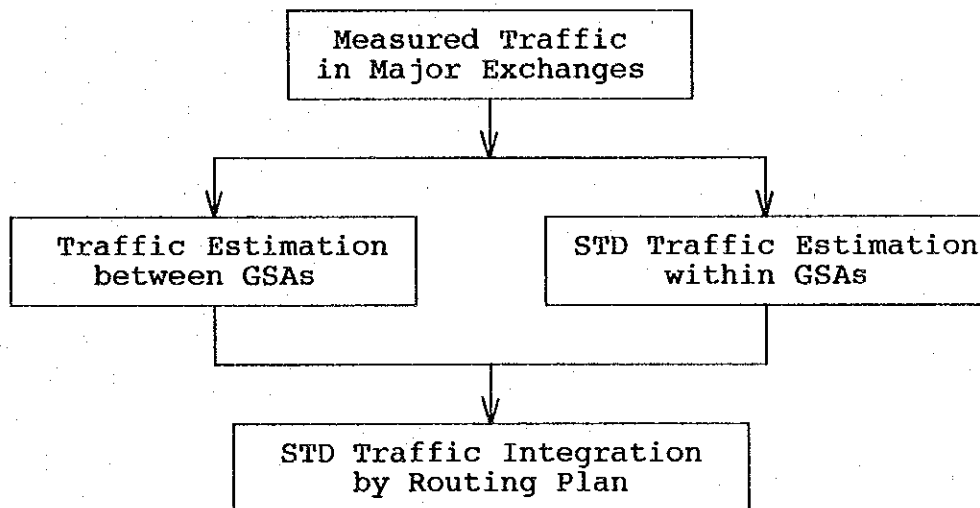 Measured Traffic
in Major Exchanges
Traffic Estimation
between GSAs
STD Traffic Estimation
within GSAs
STD Traffic Integration
by Routing Plan